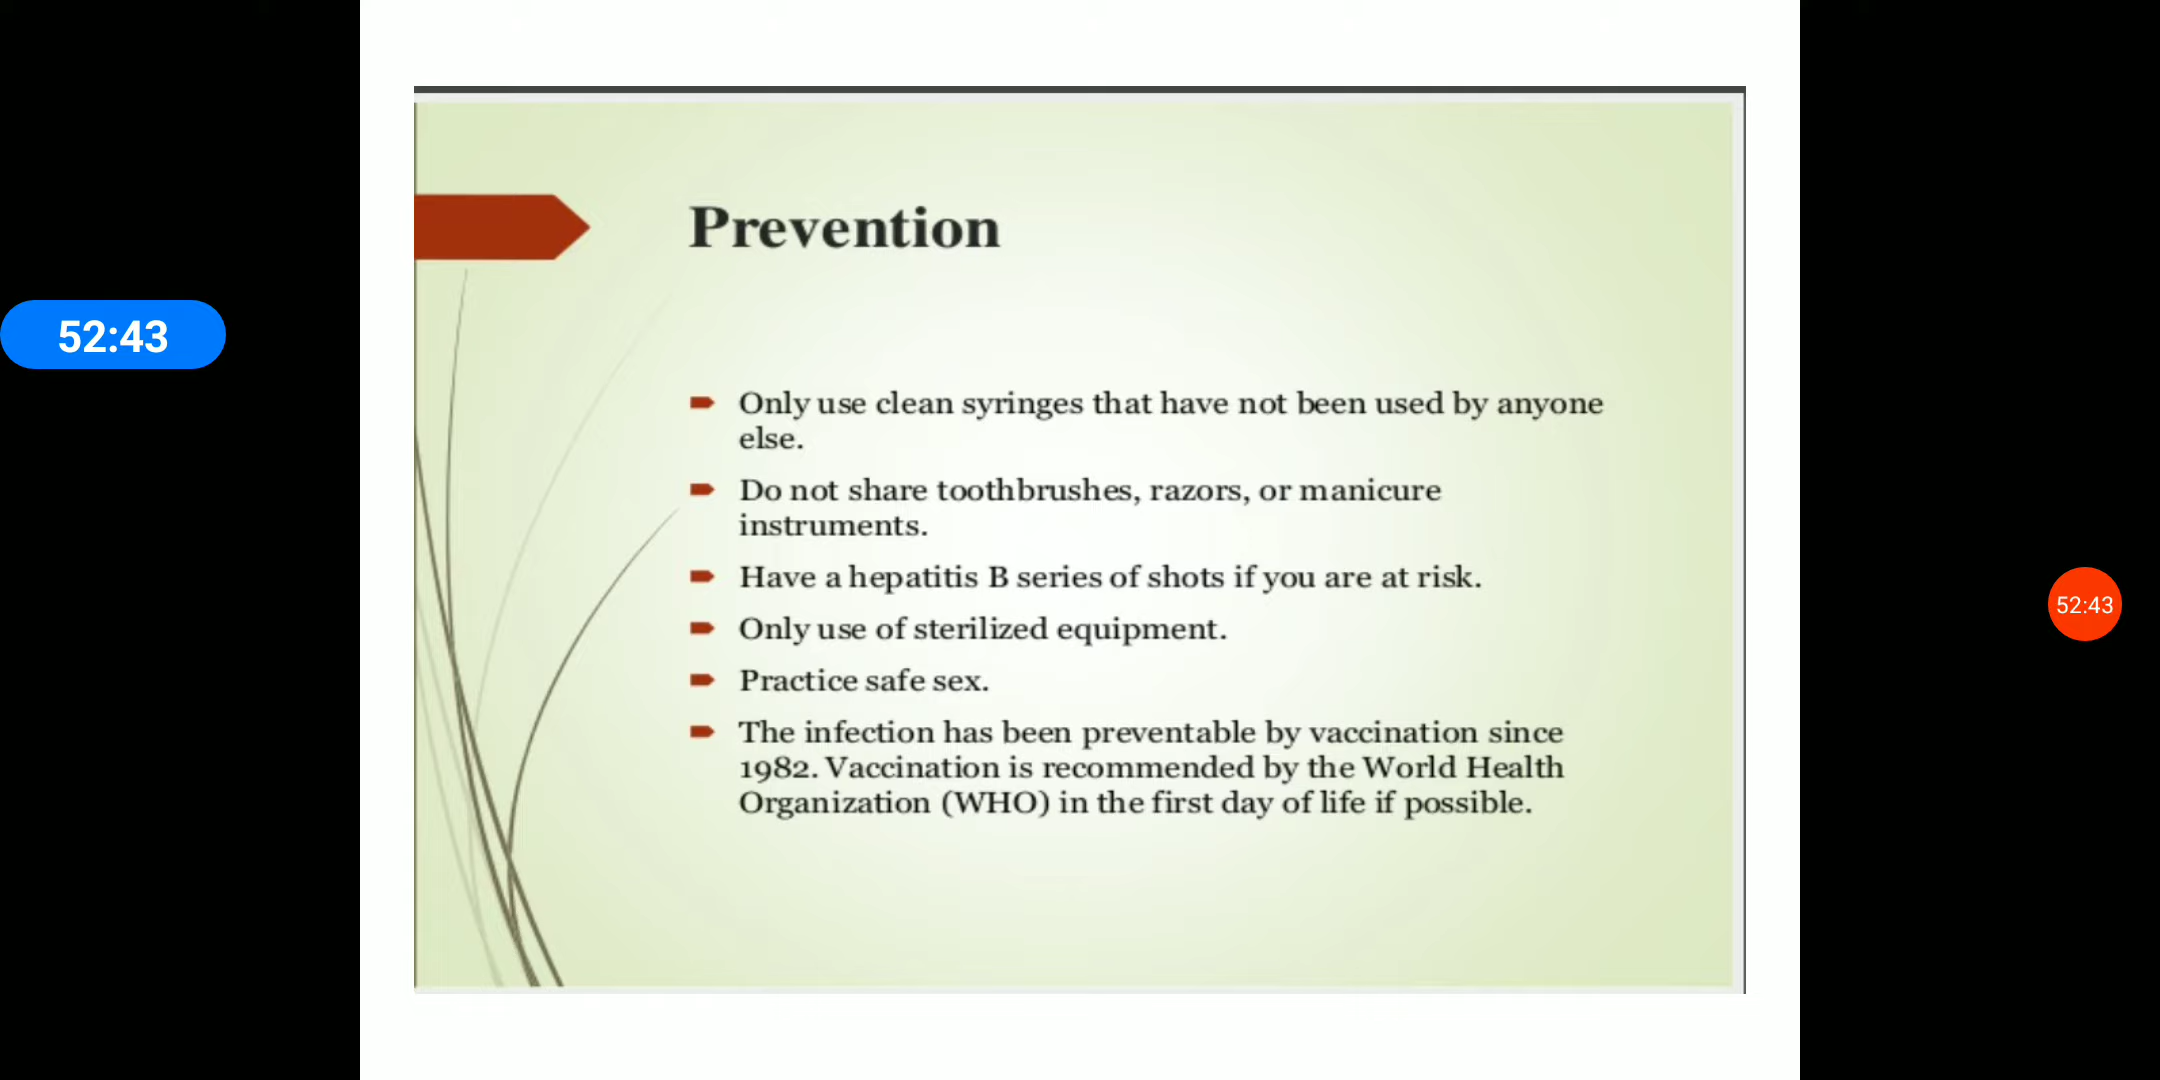 Prevention
52:43
Only use clean syringes that have not been used by anyone
else.
Do not share toothbrushes, razors, or manicure
instruments.
Have a hepatitis B series of shots if you are at risk.
52:43
Only use of sterilized equipment.
Practice safe sex.
The infection has been preventable by vaccination since
1982. Vaccination is recommended by the World Health
Organization (WHO) in the first day of life if possible.